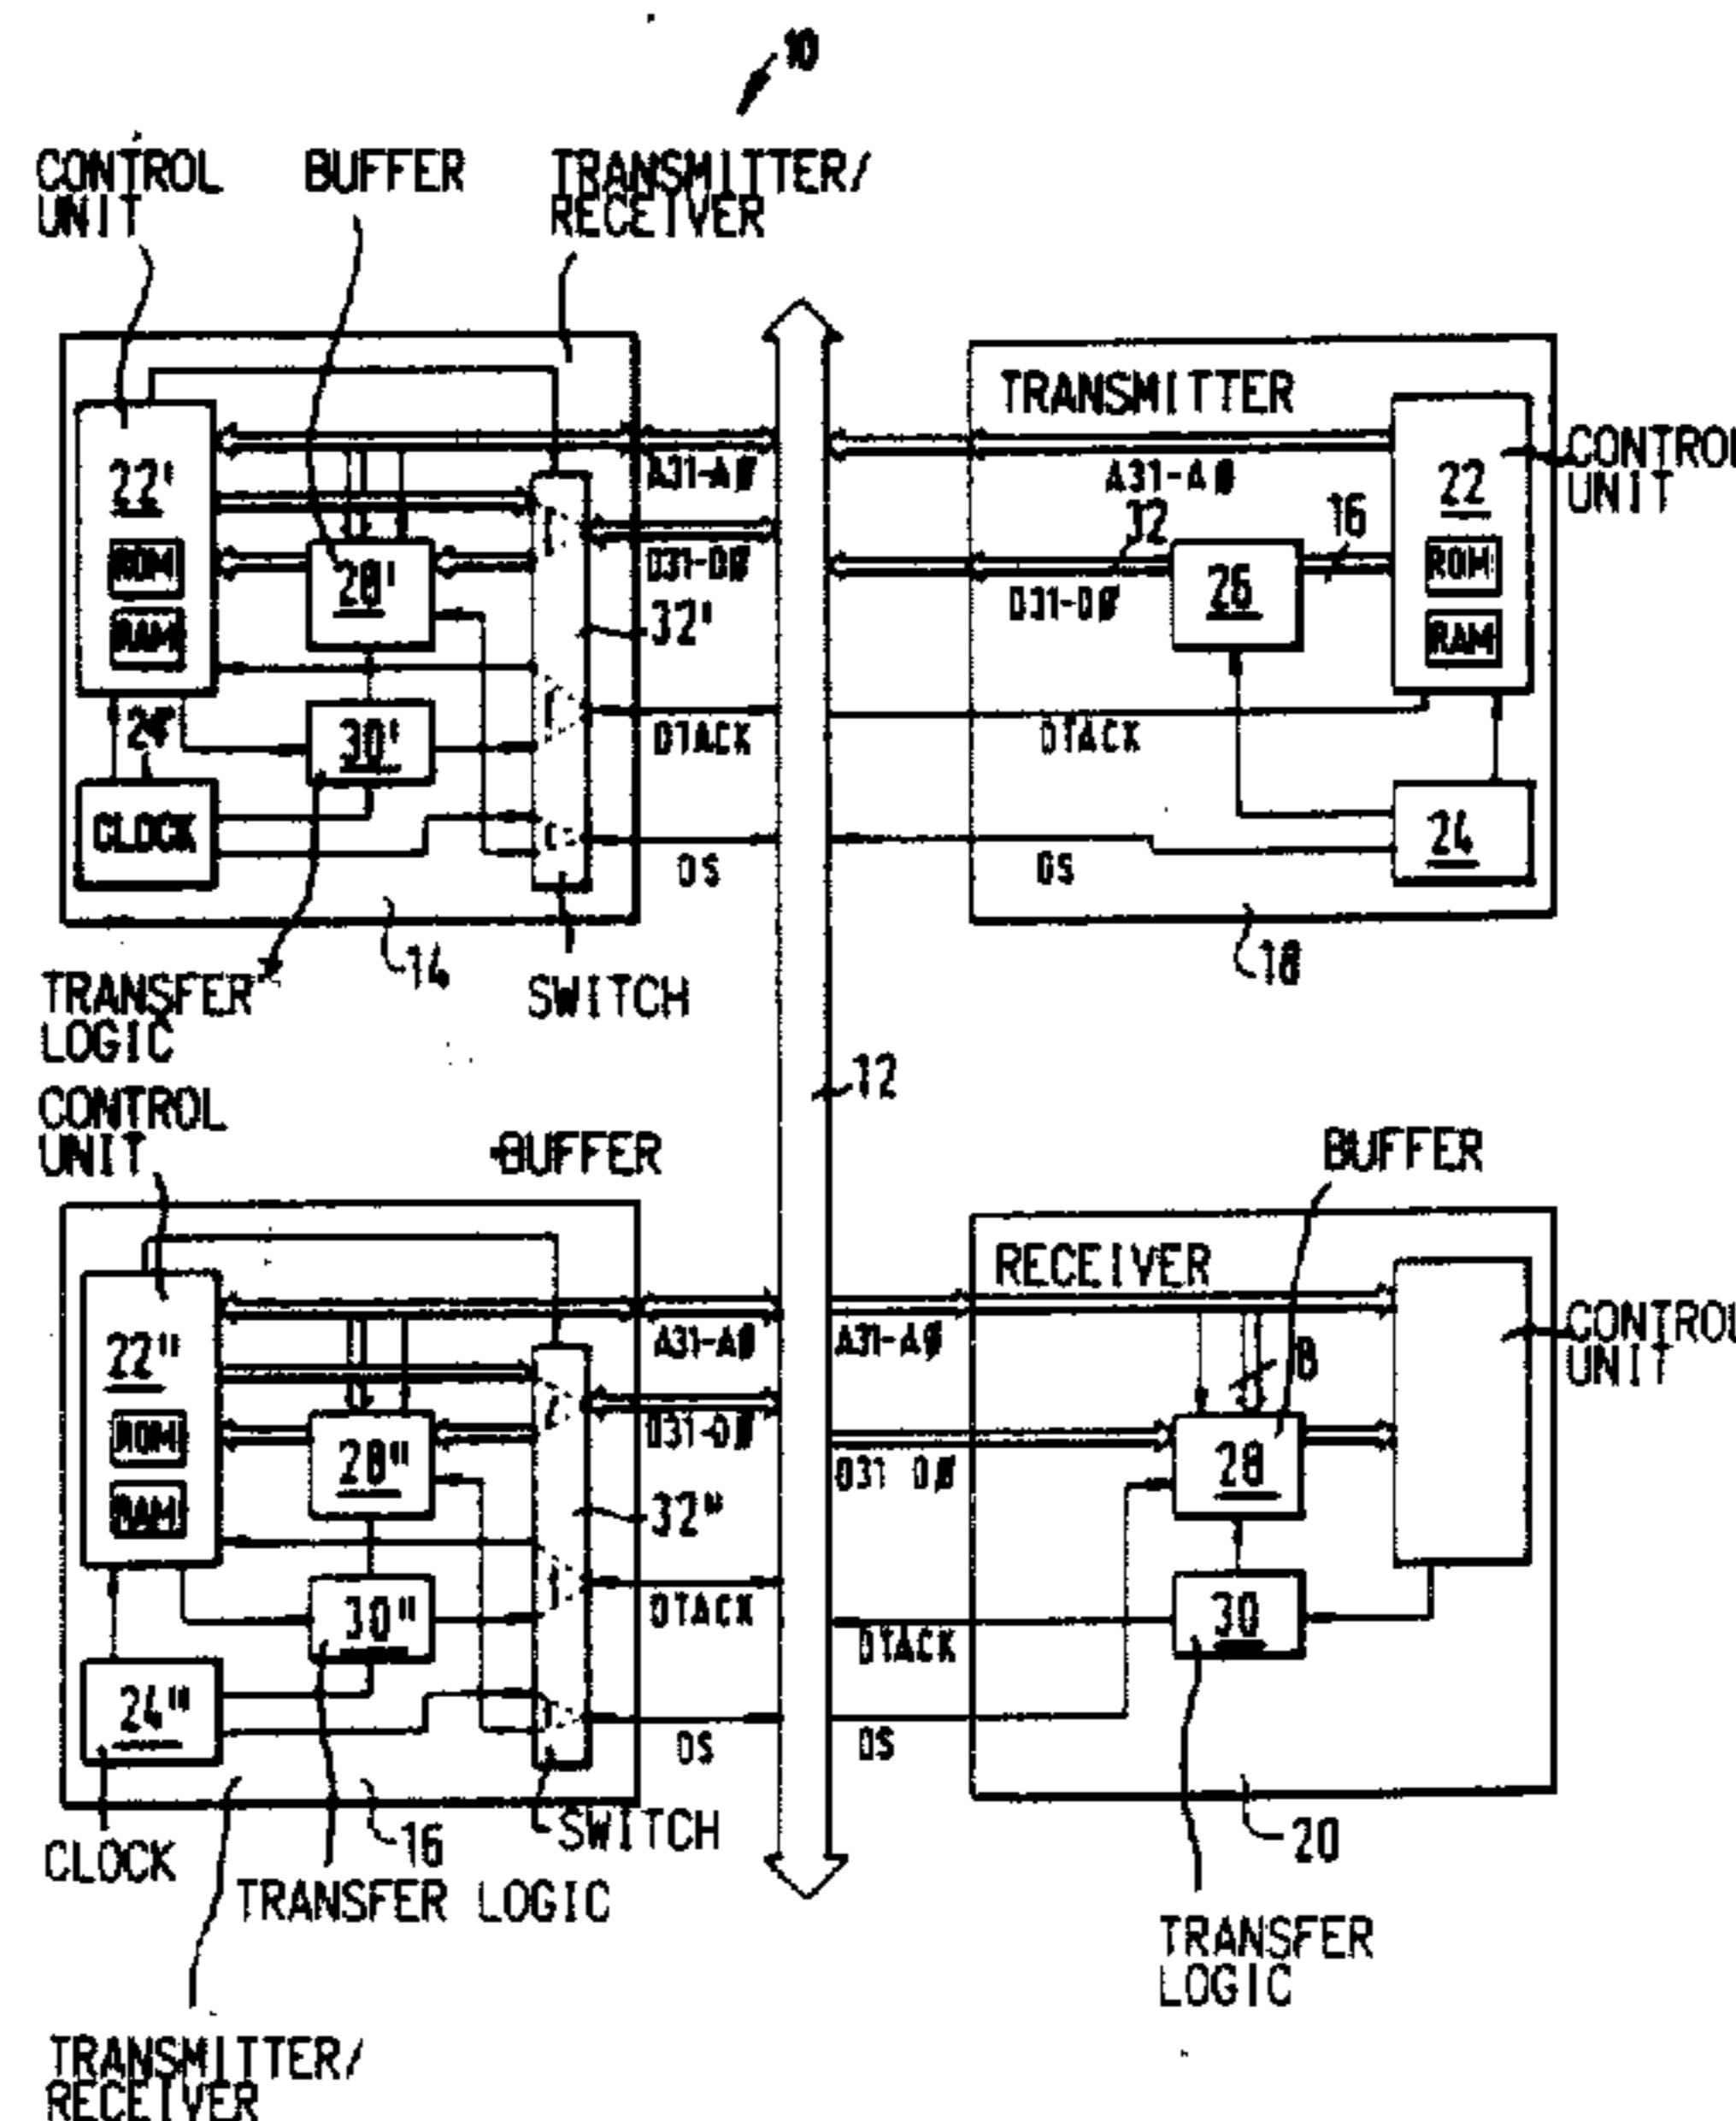 10
CONTROL
UNIT
BUFFER
TRANSMITTER/
RECEIVER
22'
ROM
RAM
28'
30'
CLOCK
A31-AØ
D31-DØ
32'
DTACK
DS
14
TRANSFER
LOGIC
SWITCH
TRANSMITTER
A31-AØ
32
D31-DØ
26
16
22
ROM
RAM
CONTROL
UNIT
DTACK
DS
24
18
12
CONTROL
UNIT
BUFFER
22"
ROM
RAM
28"
30"
24"
A31-AØ
D31-DØ
32"
DTACK
DS
CLOCK
16
SWITCH
TRANSFER LOGIC
TRANSMITTER/
RECEIVER
BUFFER
RECEIVER
A31-AØ
8
CONTROL
UNIT
D31 DØ
28
30
DTACK
DS
20
TRANSFER
LOGIC